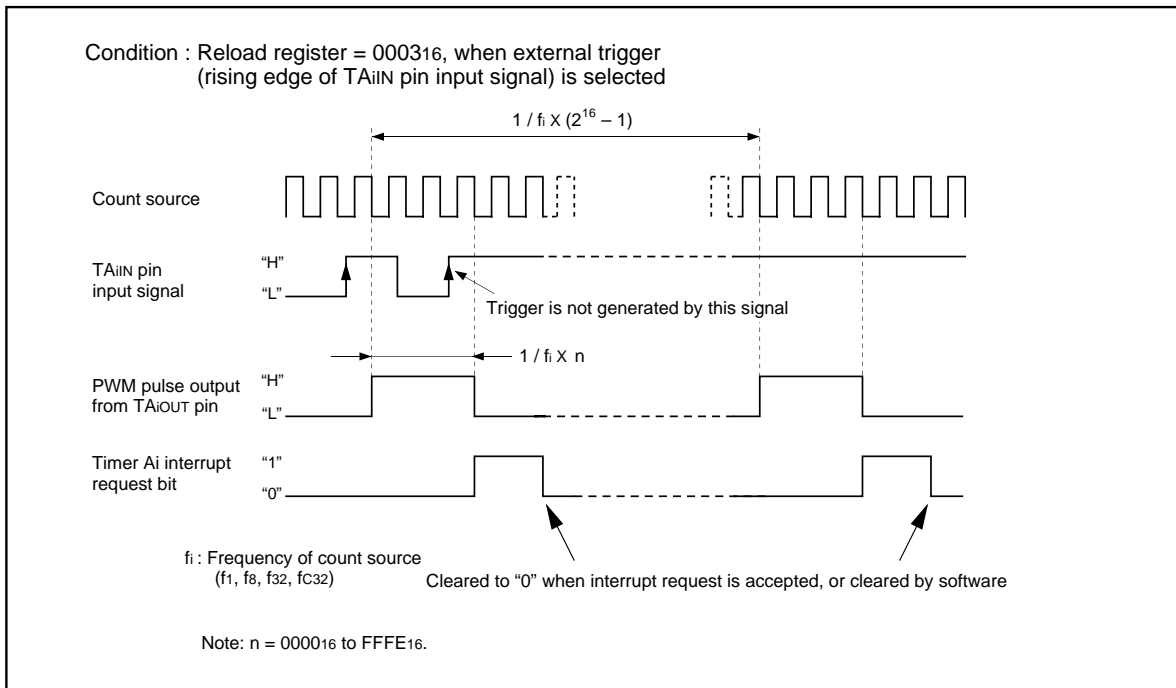 Condition : Reload register = 000316, when external trigger
(rising edge of TAiIN pin input signal) is selected
1 / fi X (2^16 – 1)
Count source
TAiIN pin
input signal
“H”
“L”
Trigger is not generated by this signal
1 / fi X n
PWM pulse output
from TAiOUT pin
“H”
“L”
Timer Ai interrupt
request bit
“1”
“0”
fi : Frequency of count source
(f1, f8, f32, fC32)
Cleared to “0” when interrupt request is accepted, or cleared by software
Note: n = 000016 to FFFE16.